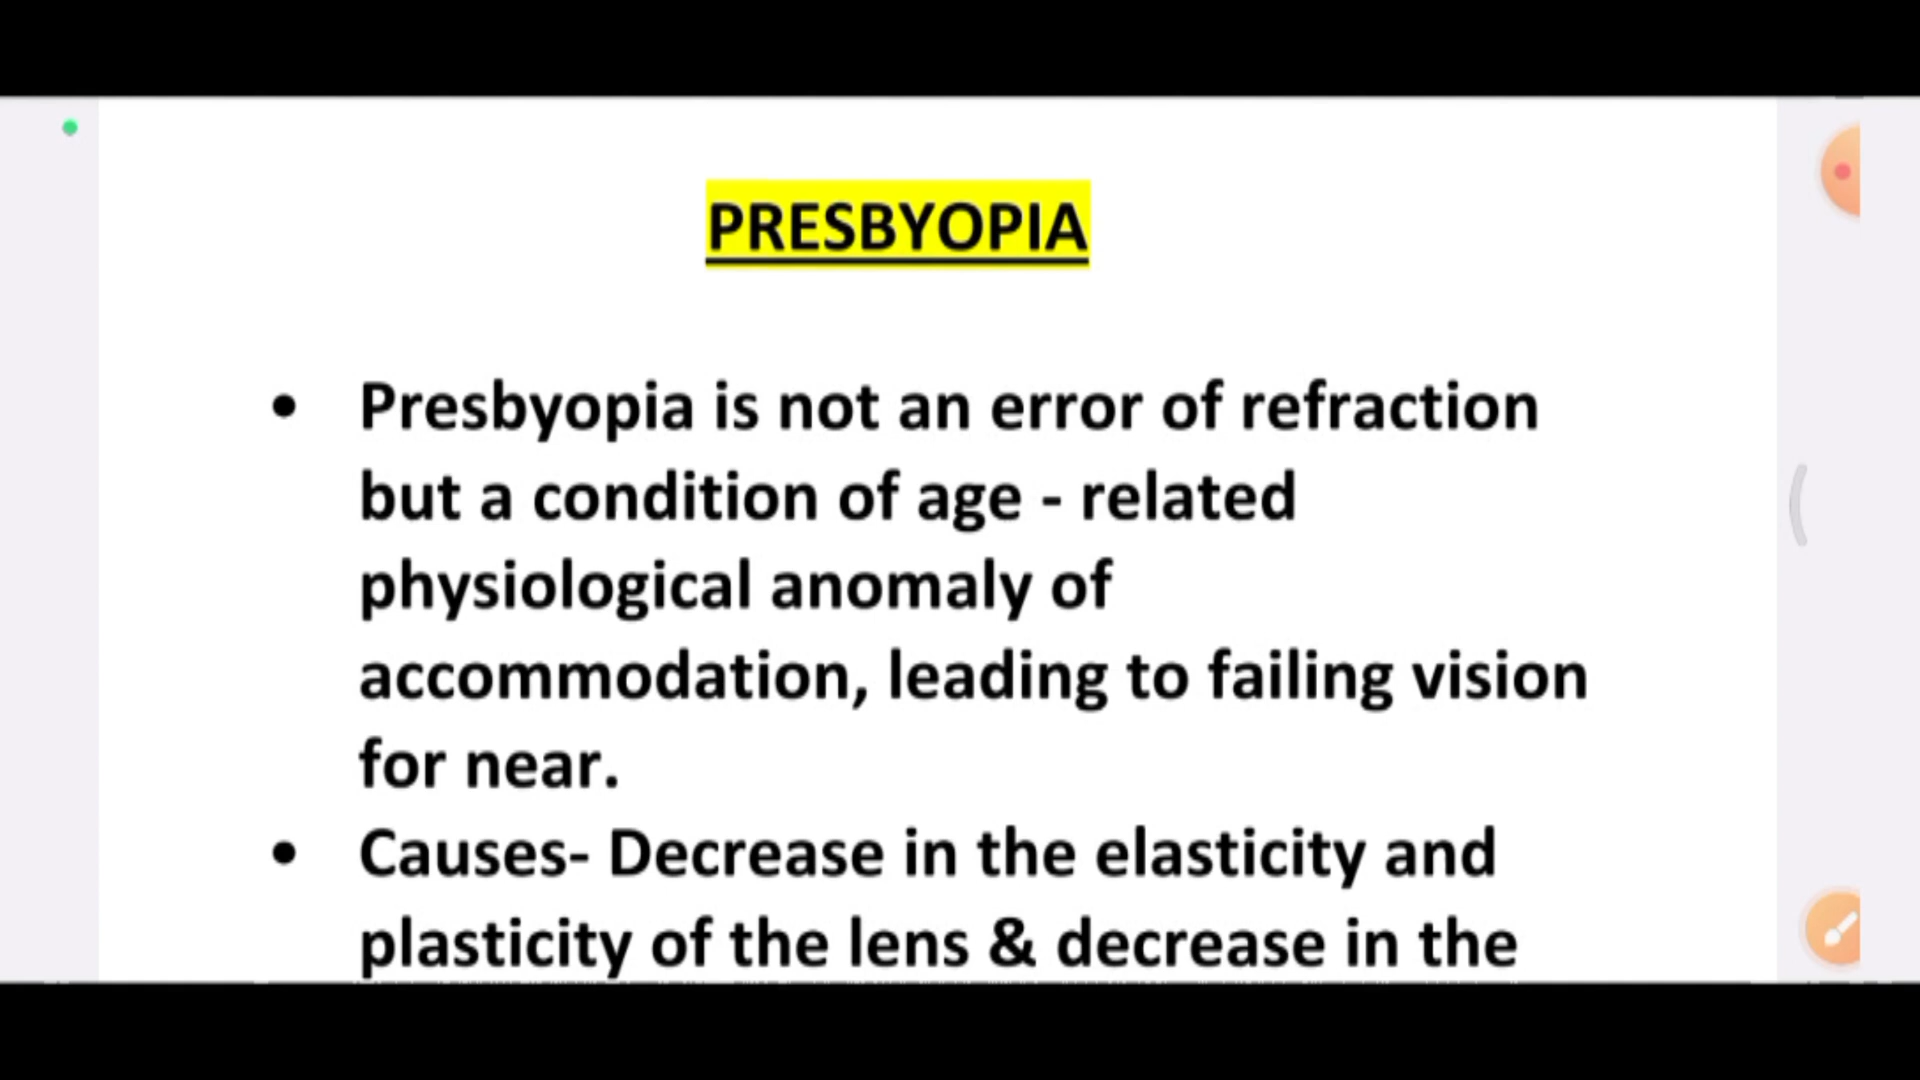 PRESBYOPIA
• Presbyopia is not an error of refraction
but a condition of age - related
physiological anomaly of
accommodation, leading to failing vision
for near.
• Causes- Decrease in the elasticity and
plasticity of the lens & decrease in the